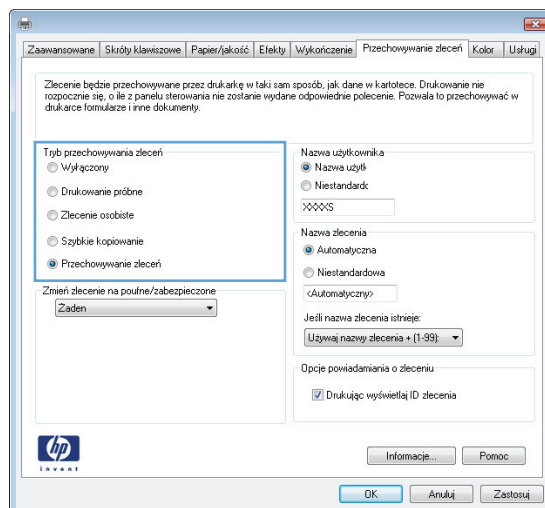 Zaawansowane Skróty klawiszowe Papier/jakość Efekty Wykończenie Przechowywanie zleceń Kolor Usługi
Zlecenie będzie przechowywane przez drukarkę w taki sam sposób, jak dane w kartotece. Drukowanie nie
rozpocznie się, o ile z panelu sterowania nie zostanie wydane odpowiednie polecenie. Pozwala to przechowywać w
drukarce formularze i inne dokumenty.
Tryb przechowywania zleceń
Wyłączony
Drukowanie próbne
Zlecenie osobiste
Szybkie kopiowanie
Przechowywanie zleceń
Zmień zlecenie na poufne/zabezpieczone
Żaden
Nazwa użytkownika
Nazwa użytk
Niestandardc
XXXXS
Nazwa zlecenia
Automatyczna
Niestandardowa
<Automatyczny>
Jeśli nazwa zlecenia istnieje:
Używaj nazwy zlecenia + (1-99):
Opcje powiadamiania o zleceniu
Drukując wyświetlaj ID zlecenia
hp
invent
Informacje... Pomoc
OK Anuluj Zastosuj